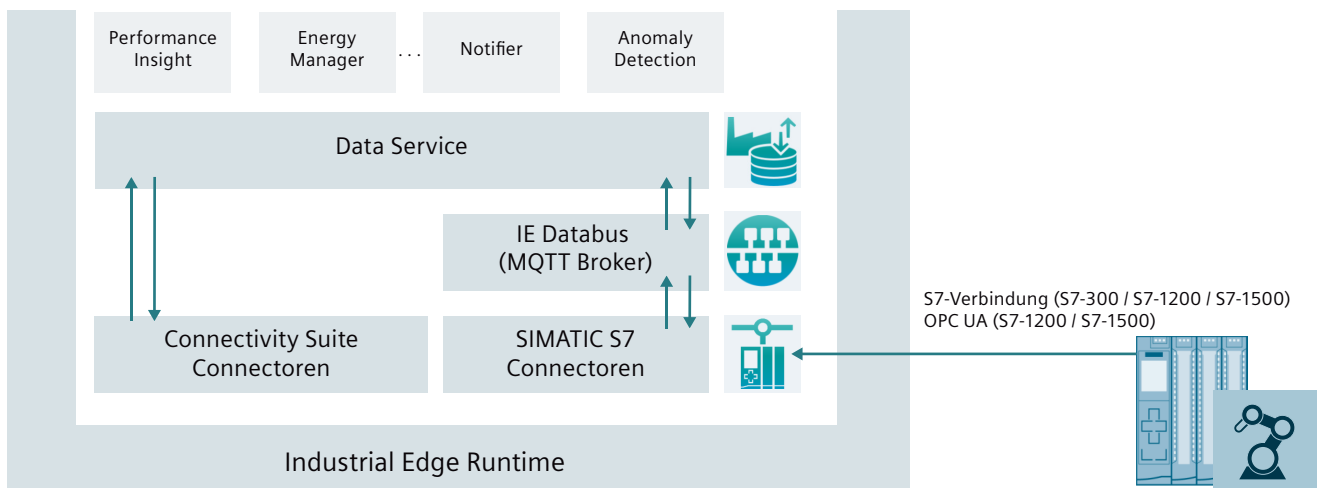 Performance
Insight
Energy
Manager
...
Notifier
Anomaly
Detection
Data Service
IE Databus
(MQTT Broker)
S7-Verbindung (S7-300 / S7-1200 / S7-1500)
OPC UA (S7-1200 / S7-1500)
Connectivity Suite
Connectoren
SIMATIC S7
Connectoren
Industrial Edge Runtime